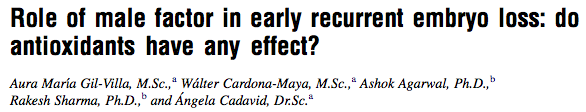 Role of male factor in early recurrent embryo loss: do
antioxidants have any effect?
Aura María Gil-Villa, M.Sc.,a Wálter Cardona-Maya, M.Sc.,a Ashok Agarwal, Ph.D.,b
Rakesh Sharma, Ph.D.,b and Ángela Cadavid, Dr.Sc.a